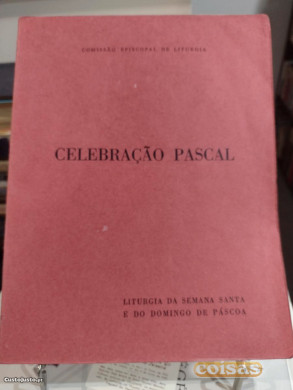 COMISSÃO EPISCOPAL DE LITURGIA
CELEBRAÇÃO PASCAL
LITURGIA DA SEMANA SANTA
E DO DOMINGO DE PÁSCOA
coisas
CustoJusto.pt